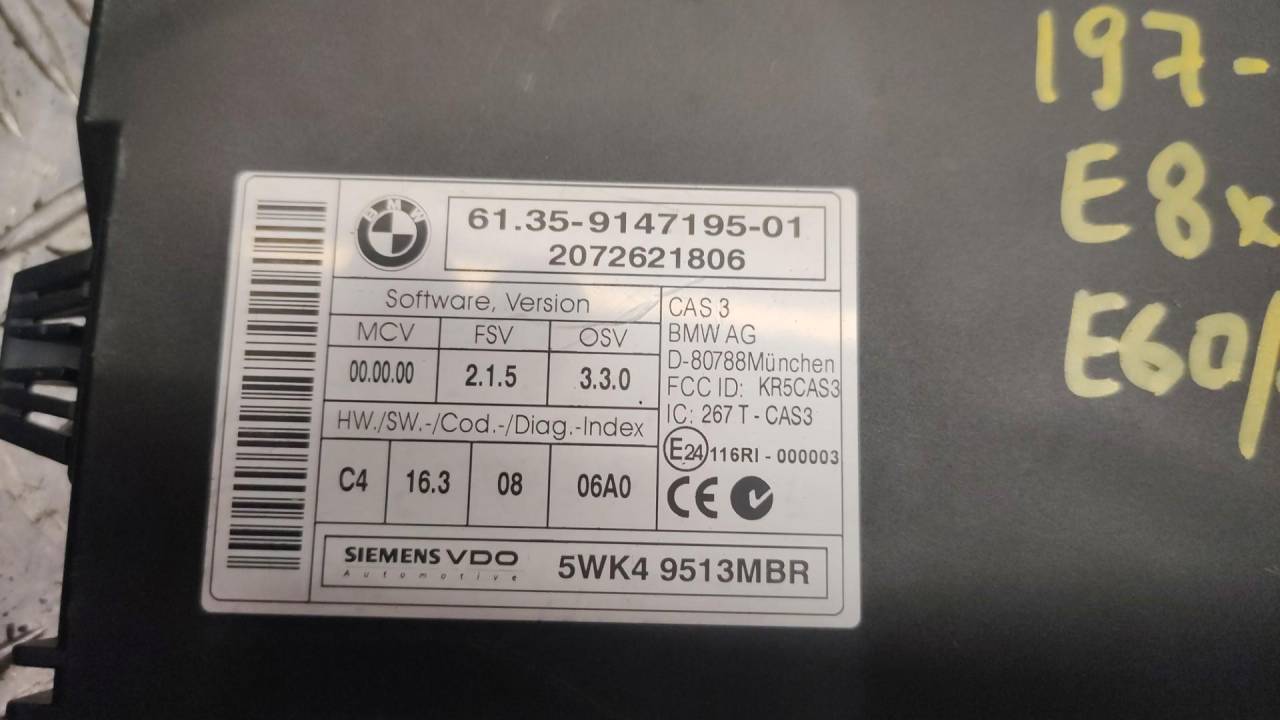 BMW
61.35-9147195-01
2072621806
Software, Version
MCV FSV OSV
00.00.00 2.1.5 3.3.0
HW./SW.-/Cod.-/Diag.-Index
C4 16.3 08 06A0
CAS 3
BMW AG
D-80788München
FCC ID: KR5CAS3
IC: 267 T - CAS3
E24 116RI - 000003
CE
SIEMENS VDO
Automotive
5WK4 9513MBR
197-
E8x
E60/